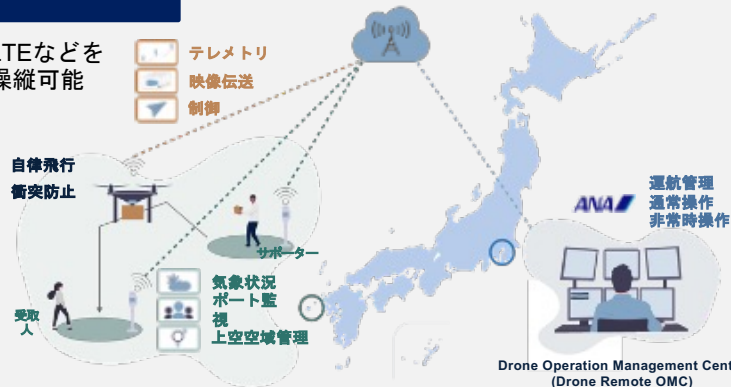 LTEなどを
操縦可能
テレメトリ
映像伝送
制御
自律飛行
衝突防止
サポーター
受取
人
気象状況
ポート監
視
上空空域管理
ANA
運航管理
通常操作
非常時操作
Drone Operation Management Cent
(Drone Remote OMC)